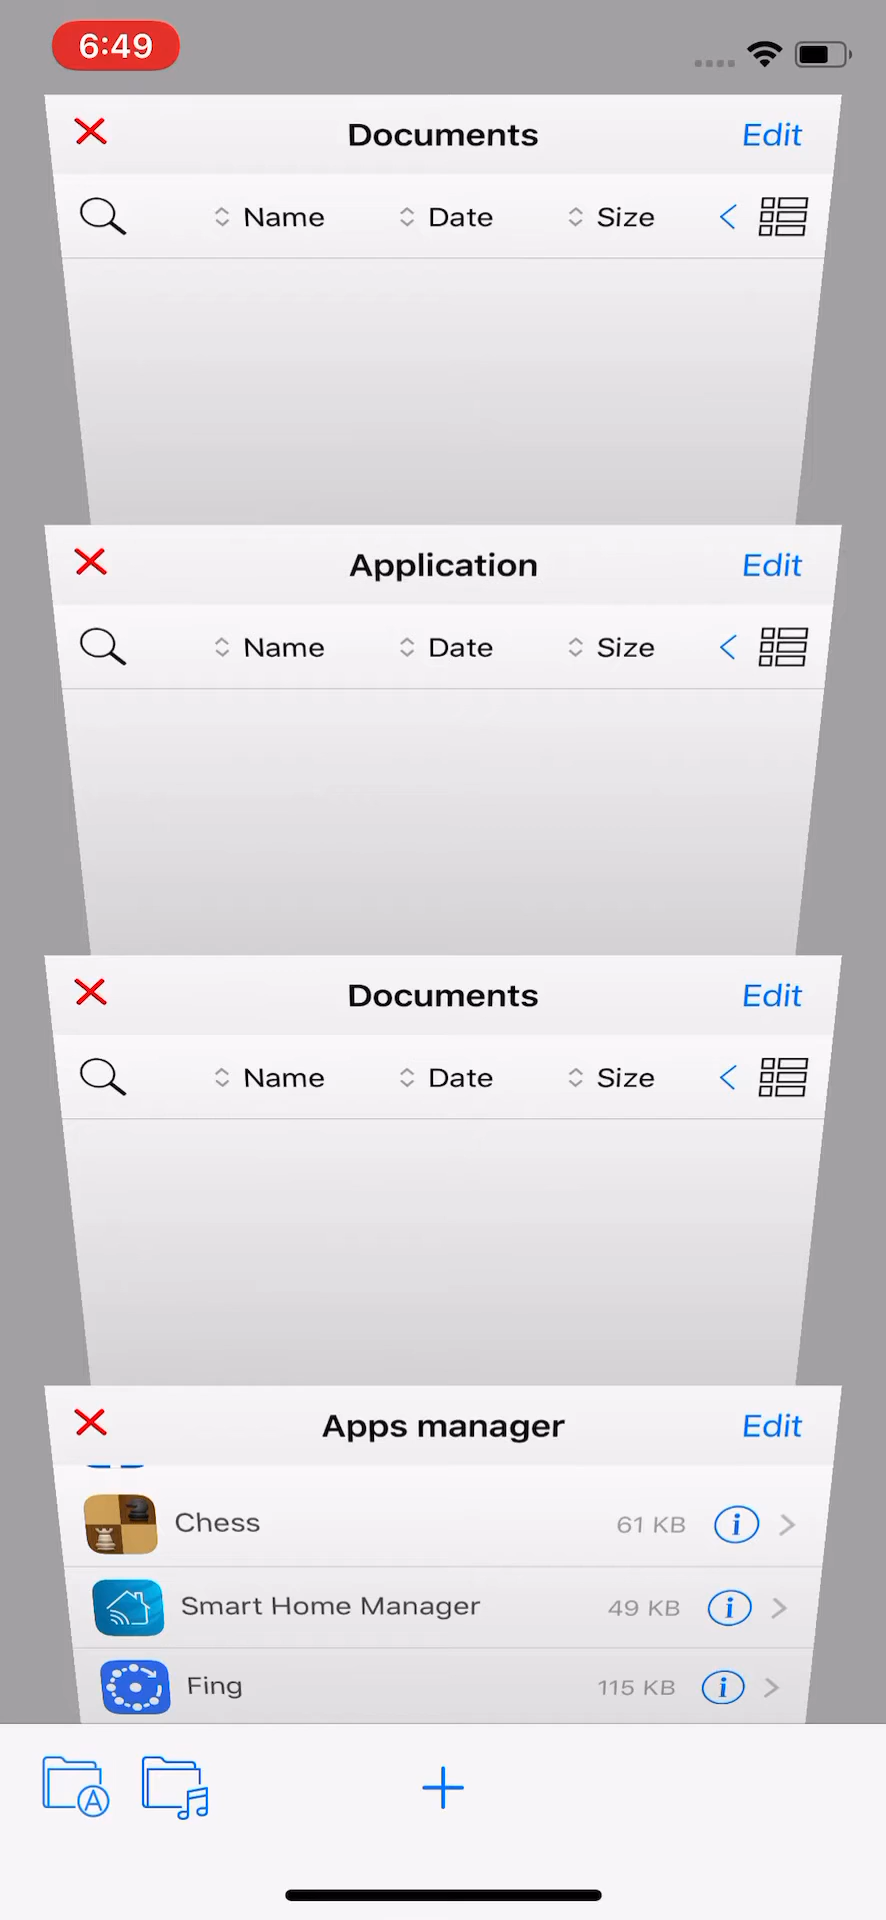 6:49
Documents Edit
Name Date Size
Application Edit
Name Date Size
Documents Edit
Name Date Size
Apps manager Edit
Chess 61 KB
Smart Home Manager 49 KB
Fing 115 KB